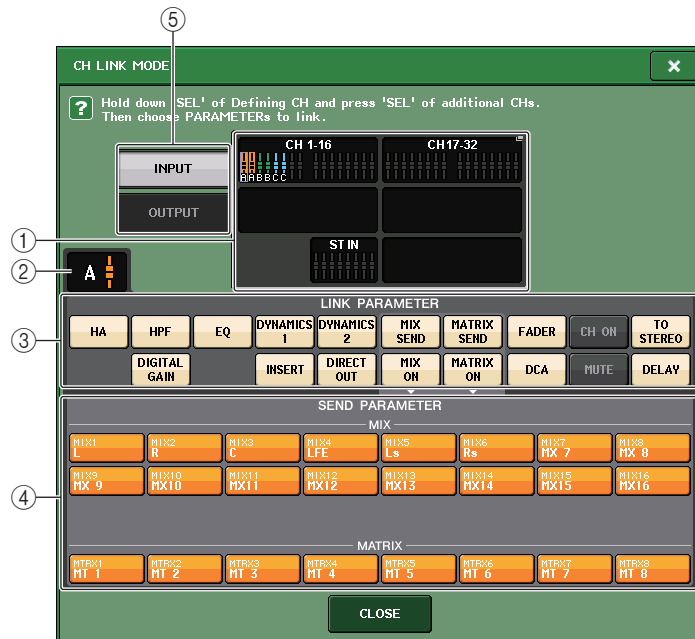 ⑤
CH LINK MODE
×
? Hold down 'SEL' of Defining CH and press 'SEL' of additional CHs.
Then choose PARAMETERs to link.
INPUT
OUTPUT
CH 1-16
CH17-32
AABBCC
ST IN
①
②
A
LINK PARAMETER
③
HA
HPF
EQ
DYNAMICS
1
DYNAMICS
2
MIX
SEND
MATRIX
SEND
FADER
CH ON
TO
STEREO
DIGITAL
GAIN
INSERT
DIRECT
OUT
MIX
ON
MATRIX
ON
DCA
MUTE
DELAY
SEND PARAMETER
MIX
④
MIX1
L
MIX2
R
MIX3
C
MIX4
LFE
MIX5
Ls
MIX6
Rs
MIX7
MX 7
MIX8
MX 8
MIX9
MX 9
MIX10
MX10
MIX11
MX11
MIX12
MX12
MIX13
MX13
MIX14
MX14
MIX15
MX15
MIX16
MX16
MATRIX
MTRX1
MT 1
MTRX2
MT 2
MTRX3
MT 3
MTRX4
MT 4
MTRX5
MT 5
MTRX6
MT 6
MTRX7
MT 7
MTRX8
MT 8
CLOSE